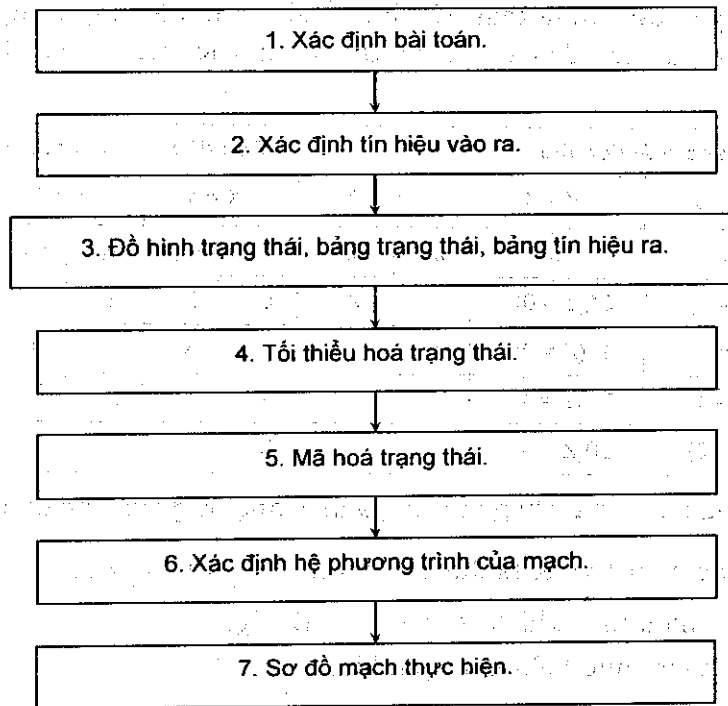 1. Xác định bài toán.
2. Xác định tín hiệu vào ra.
3. Đồ hình trạng thái, bảng trạng thái, bảng tín hiệu ra.
4. Tối thiểu hoá trạng thái.
5. Mã hoá trạng thái.
6. Xác định hệ phương trình của mạch.
7. Sơ đồ mạch thực hiện.